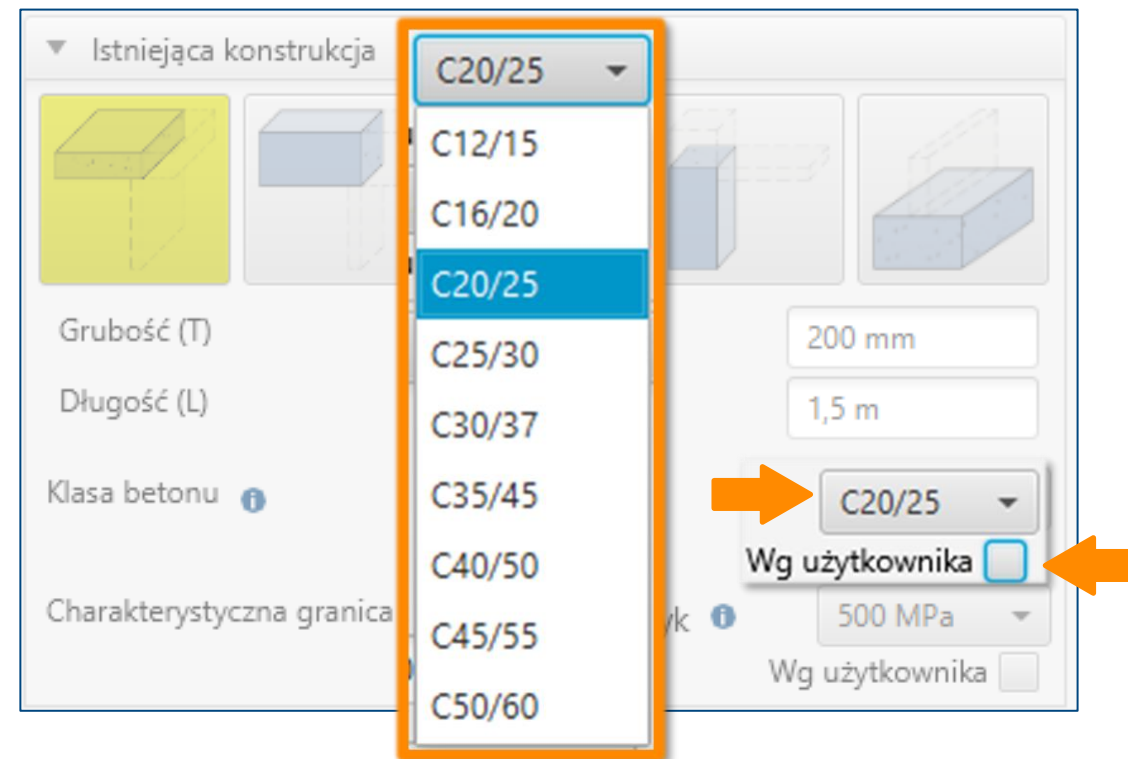 Istniejąca konstrukcja
C20/25
C12/15
C16/20
C20/25
C25/30
C30/37
C35/45
C40/50
C45/55
C50/60
Grubość (T)
200 mm
Długość (L)
1,5 m
Klasa betonu
C20/25
Wg użytkownika
Charakterystyczna granica
yk
500 MPa
Wg użytkownika